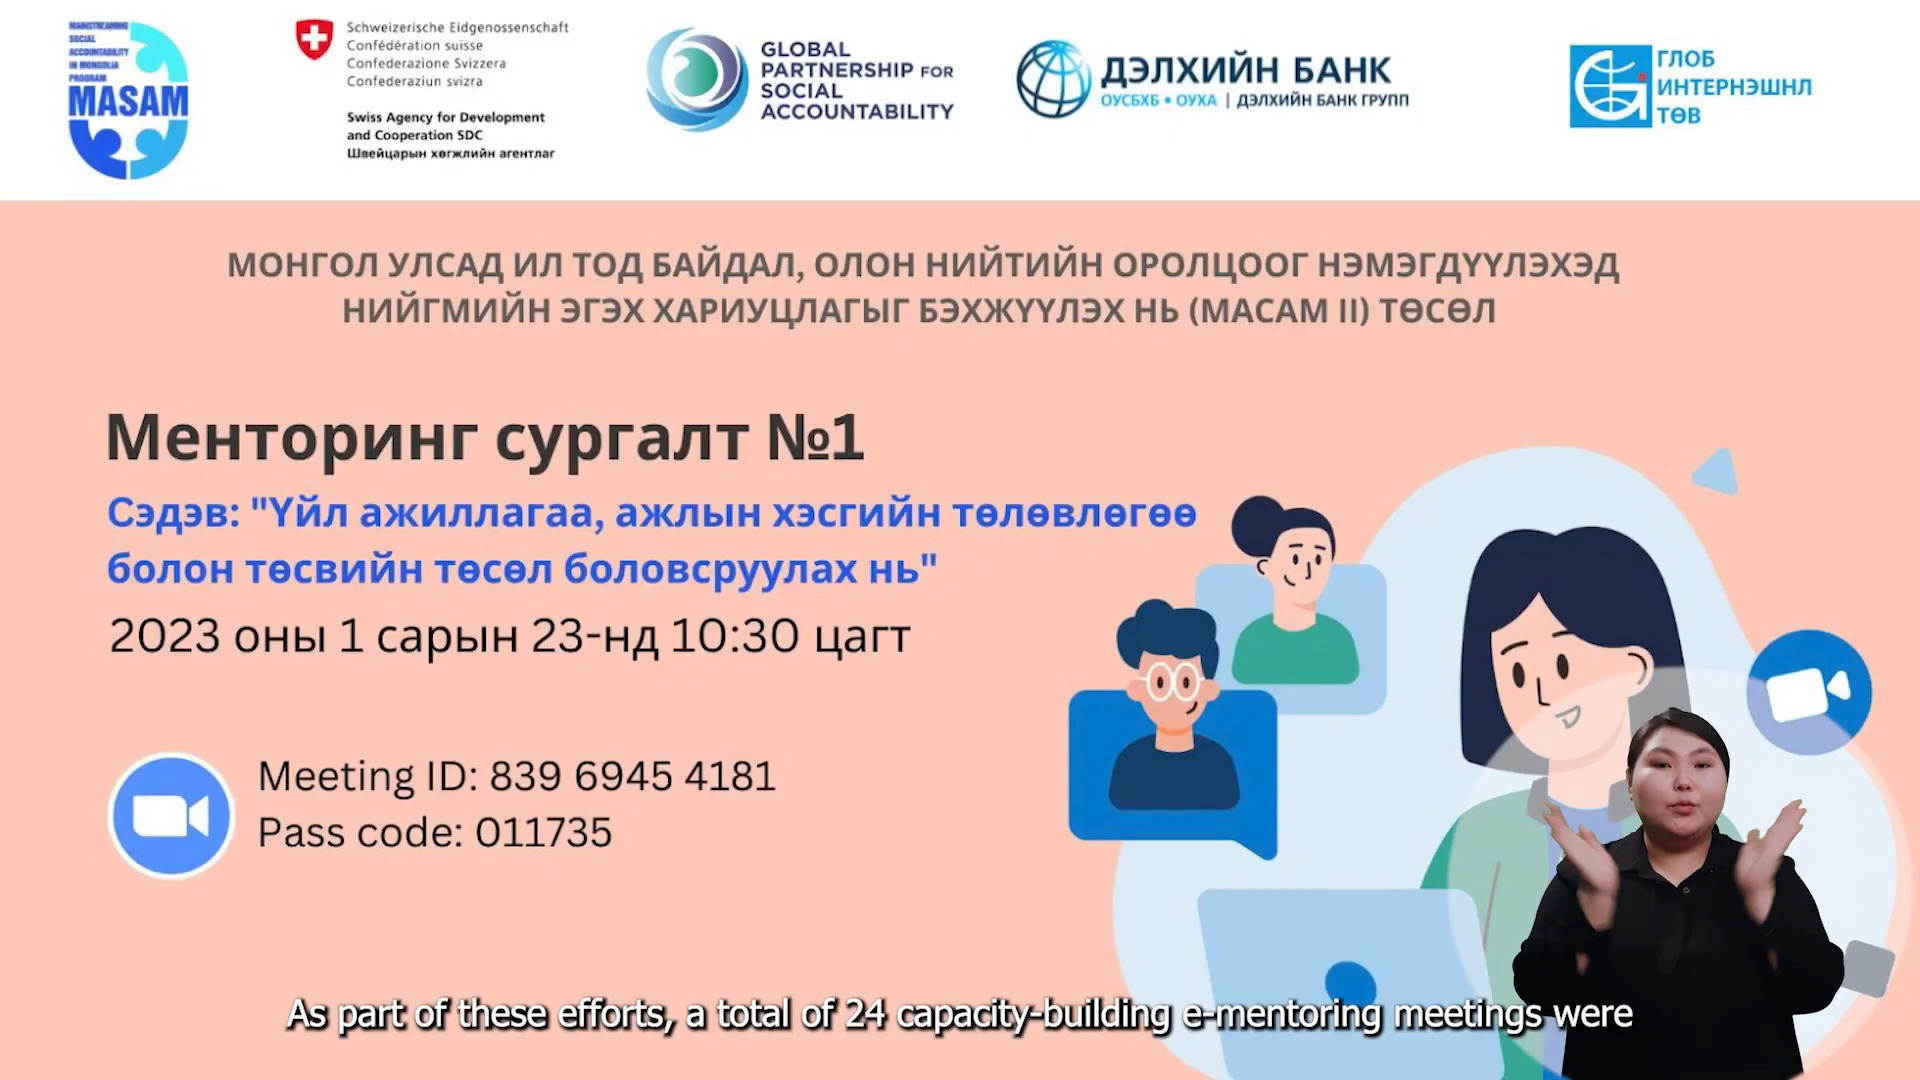 MAINSTREAMING
SOCIAL
ACCOUNTABILITY
IN MONGOLIA
PROGRAM
MASAM
Schweizerische Eidgenossenschaft
Confédération suisse
Confederazione Svizzera
Confederaziun svizra
Swiss Agency for Development
and Cooperation SDC
Швейцарын хөгжлийн агентлаг
GLOBAL
PARTNERSHIP FOR
SOCIAL
ACCOUNTABILITY
ДЭЛХИЙН БАНК
ОУСБХБ • ОУХА | ДЭЛХИЙН БАНК ГРУПП
ГЛОБ
ИНТЕРНЭШНЛ
ТӨВ
МОНГОЛ УЛСАД ИЛ ТОД БАЙДАЛ, ОЛОН НИЙТИЙН ОРОЛЦООГ НЭМЭГДҮҮЛЭХЭД
НИЙГМИЙН ЭГЭХ ХАРИУЦЛАГЫГ БЭХЖҮҮЛЭХ НЬ (МАСАМ II) ТӨСӨЛ
Менторинг сургалт №1
Сэдэв: "Үйл ажиллагаа, ажлын хэсгийн төлөвлөгөө
болон төсвийн төсөл боловсруулах нь"
2023 оны 1 сарын 23-нд 10:30 цагт
Meeting ID: 839 6945 4181
Pass code: 011735
As part of these efforts, a total of 24 capacity-building e-mentoring meetings were